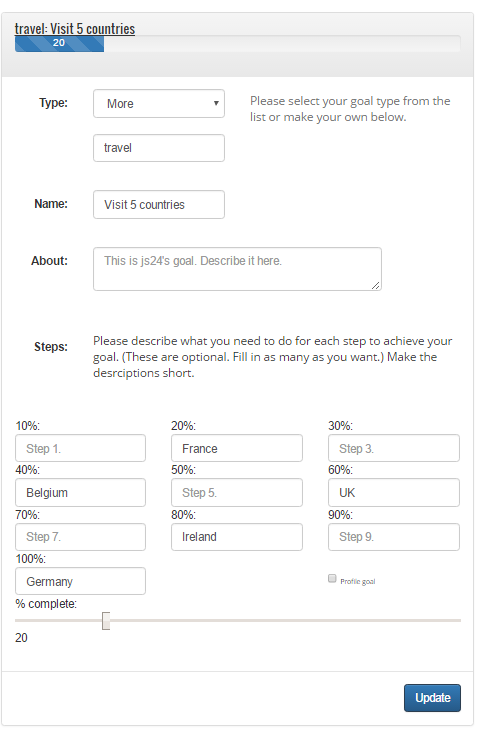 travel: Visit 5 countries
20
Type:
More
Please select your goal type from the
list or make your own below.
travel
Name:
Visit 5 countries
About:
This is js24's goal. Describe it here.
Steps:
Please describe what you need to do for each step to achieve your
goal. (These are optional. Fill in as many as you want.) Make the
desrciptions short.
10%: 20%: 30%:
Step 1. France Step 3.
40%: 50%: 60%:
Belgium Step 5. UK
70%: 80%: 90%:
Step 7. Ireland Step 9.
100%:
Germany Profile goal
% complete:
20
Update